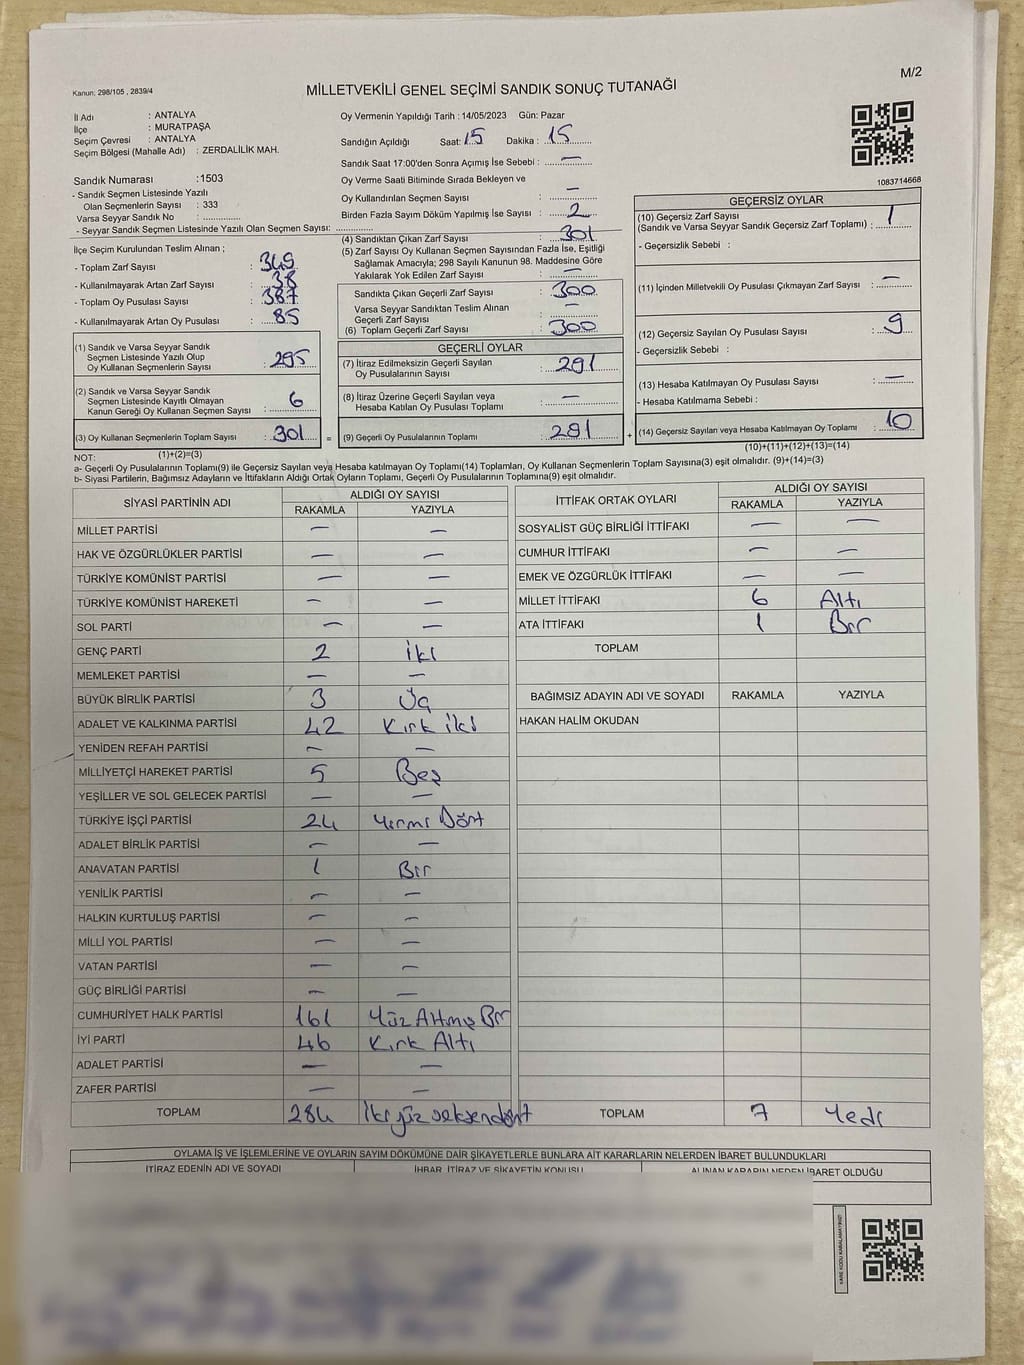 Kanun: 298/105 , 2839/4
M/2
MİLLETVEKİLİ GENEL SEÇİMİ SANDIK SONUÇ TUTANAĞI
İl Adı : ANTALYA
İlçe : MURATPAŞA
Seçim Çevresi : ANTALYA
Seçim Bölgesi (Mahalle Adı) : ZERDALİLİK MAH.
Sandık Numarası :1503
- Sandık Seçmen Listesinde Yazılı
Olan Seçmenlerin Sayısı : 333
Varsa Seyyar Sandık No :
- Seyyar Sandık Seçmen Listesinde Yazılı Olan Seçmen Sayısı:
İlçe Seçim Kurulundan Teslim Alınan ;
- Toplam Zarf Sayısı : 345
- Kullanılmayarak Artan Zarf Sayısı : 38
- Toplam Oy Pusulası Sayısı : 387
- Kullanılmayarak Artan Oy Pusulası : 85
(1) Sandık ve Varsa Seyyar Sandık
Seçmen Listesinde Yazılı Olup
Oy Kullanan Seçmenlerin Sayısı : 295
(2) Sandık ve Varsa Seyyar Sandık
Seçmen Listesinde Kayıtlı Olmayan
Kanun Gereği Oy Kullanan Seçmen Sayısı : 6
(3) Oy Kullanan Seçmenlerin Toplam Sayısı : 301
(1)+(2)=(3)
Oy Vermenin Yapıldığı Tarih : 14/05/2023 Gün: Pazar
Sandığın Açıldığı Saat: 15 Dakika : 15
Sandık Saat 17:00'den Sonra Açımış İse Sebebi : —
Oy Verme Saati Bitiminde Sırada Bekleyen ve
Oy Kullandırılan Seçmen Sayısı : —
Birden Fazla Sayım Döküm Yapılmış İse Sayısı : 2
(4) Sandıktan Çıkan Zarf Sayısı : 301
(5) Zarf Sayısı Oy Kullanan Seçmen Sayısından Fazla İse, Eşitliği
Sağlamak Amacıyla; 298 Sayılı Kanunun 98. Maddesine Göre
Yakılarak Yok Edilen Zarf Sayısı : —
Sandıkta Çıkan Geçerli Zarf Sayısı : 300
Varsa Seyyar Sandıktan Teslim Alınan
Geçerli Zarf Sayısı : —
(6) Toplam Geçerli Zarf Sayısı : 300
GEÇERLİ OYLAR
(7) İtiraz Edilmeksizin Geçerli Sayılan
Oy Pusulalarının Sayısı : 291
(8) İtiraz Üzerine Geçerli Sayılan veya
Hesaba Katılan Oy Pusulası Toplamı : —
= (9) Geçerli Oy Pusulalarının Toplamı : 291 +
1083714668
GEÇERSİZ OYLAR
(10) Geçersiz Zarf Sayısı
(Sandık ve Varsa Seyyar Sandık Geçersiz Zarf Toplamı) : 1
- Geçersizlik Sebebi :
(11) İçinden Milletvekili Oy Pusulası Çıkmayan Zarf Sayısı : —
(12) Geçersiz Sayılan Oy Pusulası Sayısı : 9
- Geçersizlik Sebebi :
(13) Hesaba Katılmayan Oy Pusulası Sayısı : —
- Hesaba Katılmama Sebebi :
(14) Geçersiz Sayılan veya Hesaba Katılmayan Oy Toplamı : 10
(10)+(11)+(12)+(13)=(14)
NOT:
a- Geçerli Oy Pusulalarının Toplamı(9) ile Geçersiz Sayılan veya Hesaba katılmayan Oy Toplamı(14) Toplamları, Oy Kullanan Seçmenlerin Toplam Sayısına(3) eşit olmalıdır. (9)+(14)=(3)
b- Siyasi Partilerin, Bağımsız Adayların ve İttifakların Aldığı Ortak Oyların Toplamı, Geçerli Oy Pusulalarının Toplamına(9) eşit olmalıdır.
SİYASİ PARTİNİN ADI ALDIĞI OY SAYISI
RAKAMLA YAZIYLA
MİLLET PARTİSİ — —
HAK VE ÖZGÜRLÜKLER PARTİSİ — —
TÜRKİYE KOMÜNİST PARTİSİ — —
TÜRKİYE KOMÜNİST HAREKETİ — —
SOL PARTİ — —
GENÇ PARTİ 2 İki
MEMLEKET PARTİSİ — —
BÜYÜK BİRLİK PARTİSİ 3 Üç
ADALET VE KALKINMA PARTİSİ 42 Kırk iki
YENİDEN REFAH PARTİSİ — —
MİLLİYETÇİ HAREKET PARTİSİ 5 Beş
YEŞİLLER VE SOL GELECEK PARTİSİ — —
TÜRKİYE İŞÇİ PARTİSİ 24 Yirmi Dört
ADALET BİRLİK PARTİSİ — —
ANAVATAN PARTİSİ 1 Bir
YENİLİK PARTİSİ — —
HALKIN KURTULUŞ PARTİSİ — —
MİLLİ YOL PARTİSİ — —
VATAN PARTİSİ — —
GÜÇ BİRLİĞİ PARTİSİ — —
CUMHURİYET HALK PARTİSİ 161 Yüz Altmış Bir
İYİ PARTİ 46 Kırk Altı
ADALET PARTİSİ — —
ZAFER PARTİSİ — —
TOPLAM 284 İki yüz seksendört
İTTİFAK ORTAK OYLARI ALDIĞI OY SAYISI
RAKAMLA YAZIYLA
SOSYALİST GÜÇ BİRLİĞİ İTTİFAKI — —
CUMHUR İTTİFAKI — —
EMEK VE ÖZGÜRLÜK İTTİFAKI — —
MİLLET İTTİFAKI 6 Altı
ATA İTTİFAKI 1 Bir
TOPLAM
BAĞIMSIZ ADAYIN ADI VE SOYADI RAKAMLA YAZIYLA
HAKAN HALİM OKUDAN
TOPLAM 7 Yedi
OYLAMA İŞ VE İŞLEMLERİNE VE OYLARIN SAYIM DÖKÜMÜNE DAİR ŞİKAYETLERLE BUNLARA AİT KARARLARIN NELERDEN İBARET BULUNDUKLARI
İTİRAZ EDENİN ADI VE SOYADI İHBAR, İTİRAZ VE ŞİKAYETİN KONUSU ALINAN KARARIN NEDEN İBARET OLDUĞU
KARE KODU KARALAMAYINIZ!